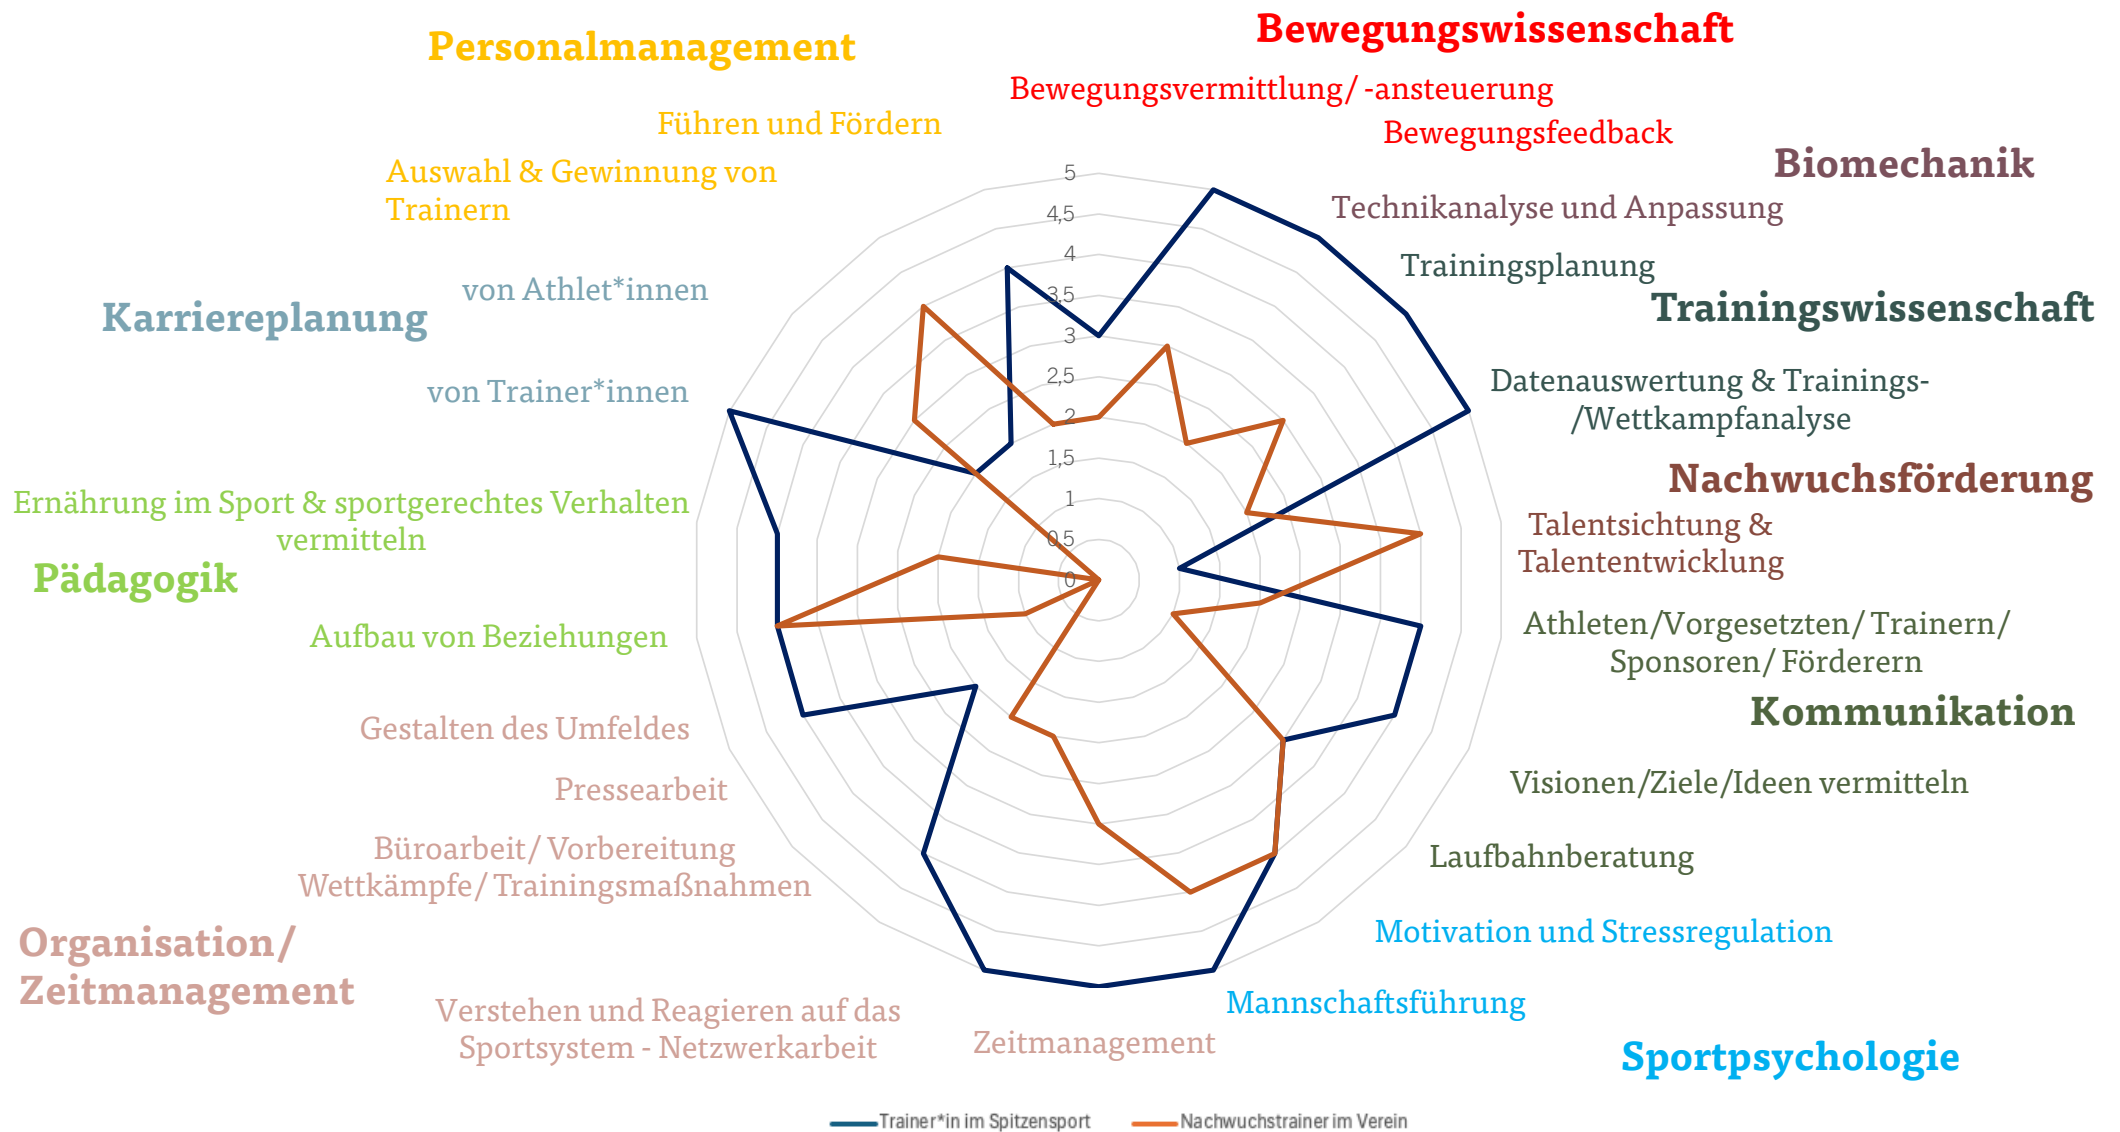 Bewegungswissenschaft
Personalmanagement
Bewegungsvermittlung/ -ansteuerung
Führen und Fördern
Bewegungsfeedback
Biomechanik
Auswahl & Gewinnung von
Trainern
Technikanalyse und Anpassung
Trainingsplanung
von Athlet*innen
Karriereplanung
Trainingswissenschaft
von Trainer*innen
Datenauswertung & Trainings-
/Wettkampfanalyse
Nachwuchsförderung
Ernährung im Sport & sportgerechtes Verhalten
vermitteln
Talentsichtung &
Talententwicklung
Pädagogik
Aufbau von Beziehungen
Athleten/Vorgesetzten/ Trainern/
Sponsoren/ Förderern
Kommunikation
Gestalten des Umfeldes
Pressearbeit
Visionen/Ziele/Ideen vermitteln
Büroarbeit/ Vorbereitung
Wettkämpfe/ Trainingsmaßnahmen
Laufbahnberatung
Organisation/
Zeitmanagement
Motivation und Stressregulation
Verstehen und Reagieren auf das
Sportsystem - Netzwerkarbeit
Zeitmanagement
Mannschaftsführung
Sportpsychologie
5
4,5
4
3,5
3
2,5
2
1,5
1
0,5
0
Trainer*in im Spitzensport
Nachwuchstrainer im Verein